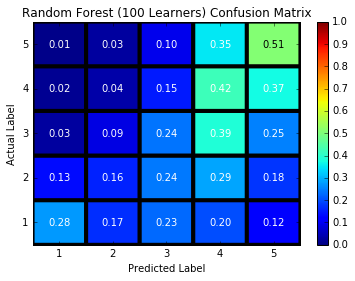 Random Forest (100 Learners) Confusion Matrix
Actual Label
5 0.01 0.03 0.10 0.35 0.51
4 0.02 0.04 0.15 0.42 0.37
3 0.03 0.09 0.24 0.39 0.25
2 0.13 0.16 0.24 0.29 0.18
1 0.28 0.17 0.23 0.20 0.12
1 2 3 4 5
Predicted Label
1.0
0.9
0.8
0.7
0.6
0.5
0.4
0.3
0.2
0.1
0.0